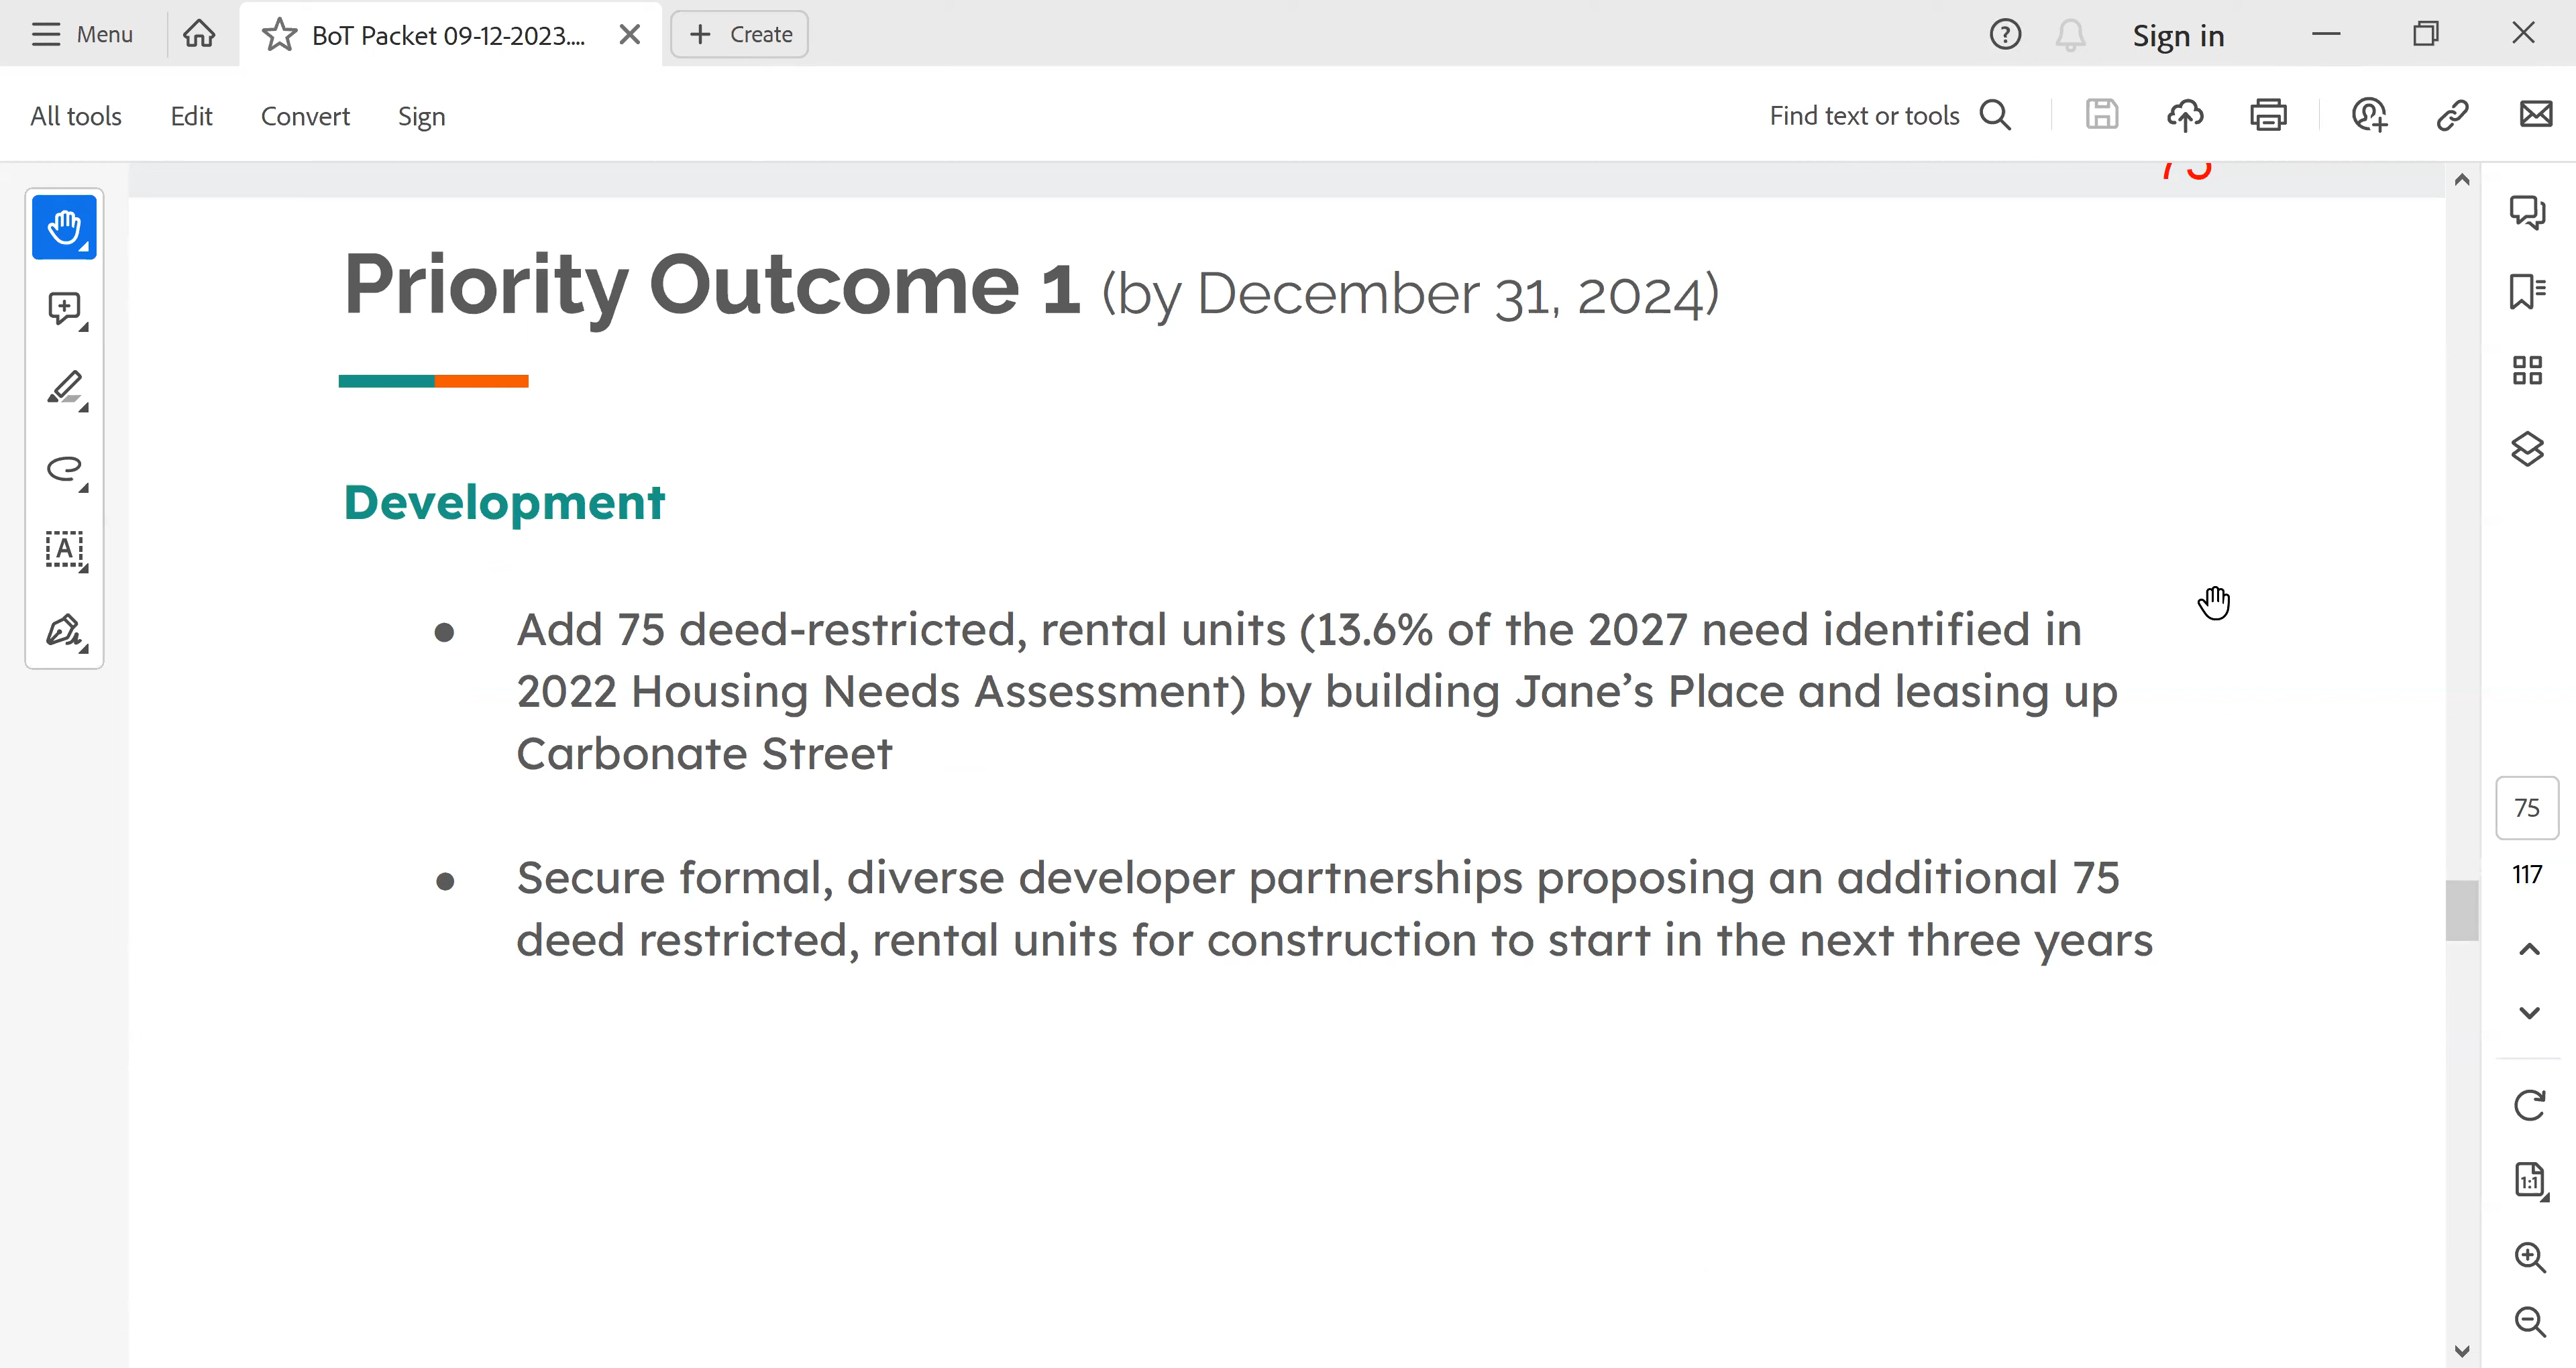 Menu
BoT Packet 09-12-2023....
Create
Sign in
All tools
Edit
Convert
Sign
Find text or tools
Priority Outcome 1 (by December 31, 2024)
Development
● Add 75 deed-restricted, rental units (13.6% of the 2027 need identified in
2022 Housing Needs Assessment) by building Jane’s Place and leasing up
Carbonate Street
● Secure formal, diverse developer partnerships proposing an additional 75
deed restricted, rental units for construction to start in the next three years
75
117
1:1